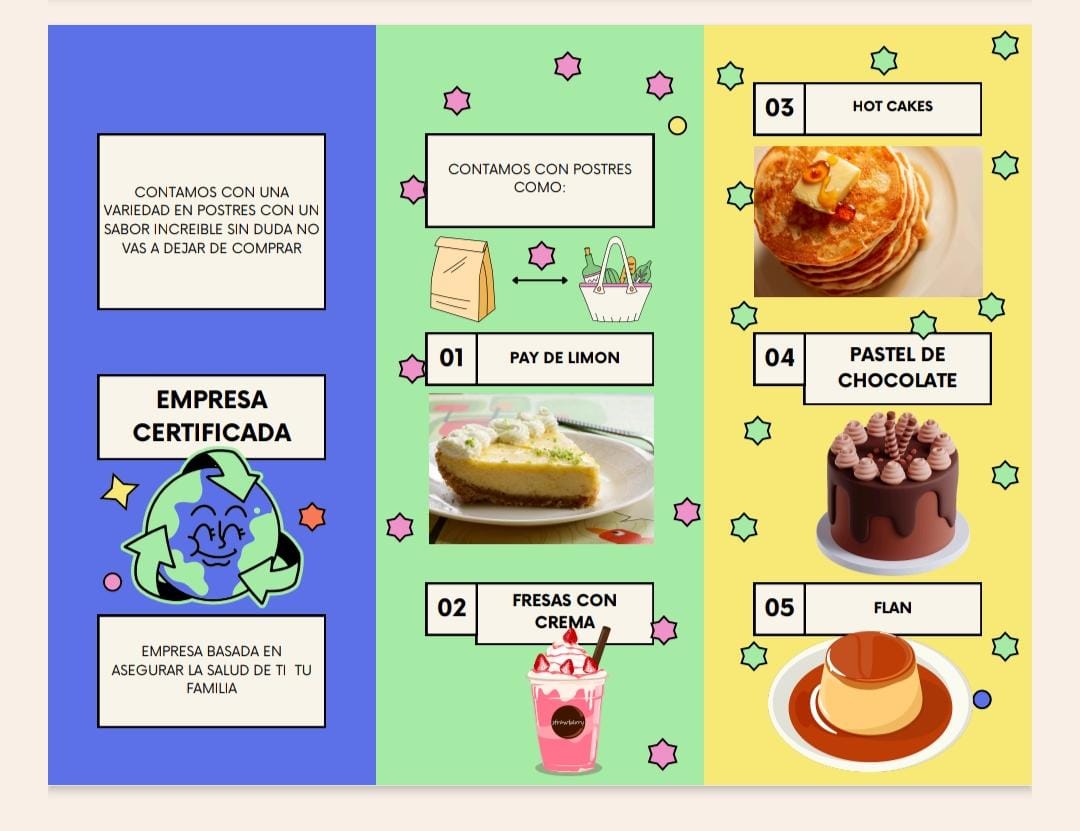 CONTAMOS CON UNA
VARIEDAD EN POSTRES CON UN
SABOR INCREIBLE SIN DUDA NO
VAS A DEJAR DE COMPRAR
EMPRESA
CERTIFICADA
EMPRESA BASADA EN
ASEGURAR LA SALUD DE TI TU
FAMILIA
CONTAMOS CON POSTRES
COMO:
01 PAY DE LIMON
02 FRESAS CON
CREMA
strawberry
03 HOT CAKES
04 PASTEL DE
CHOCOLATE
05 FLAN